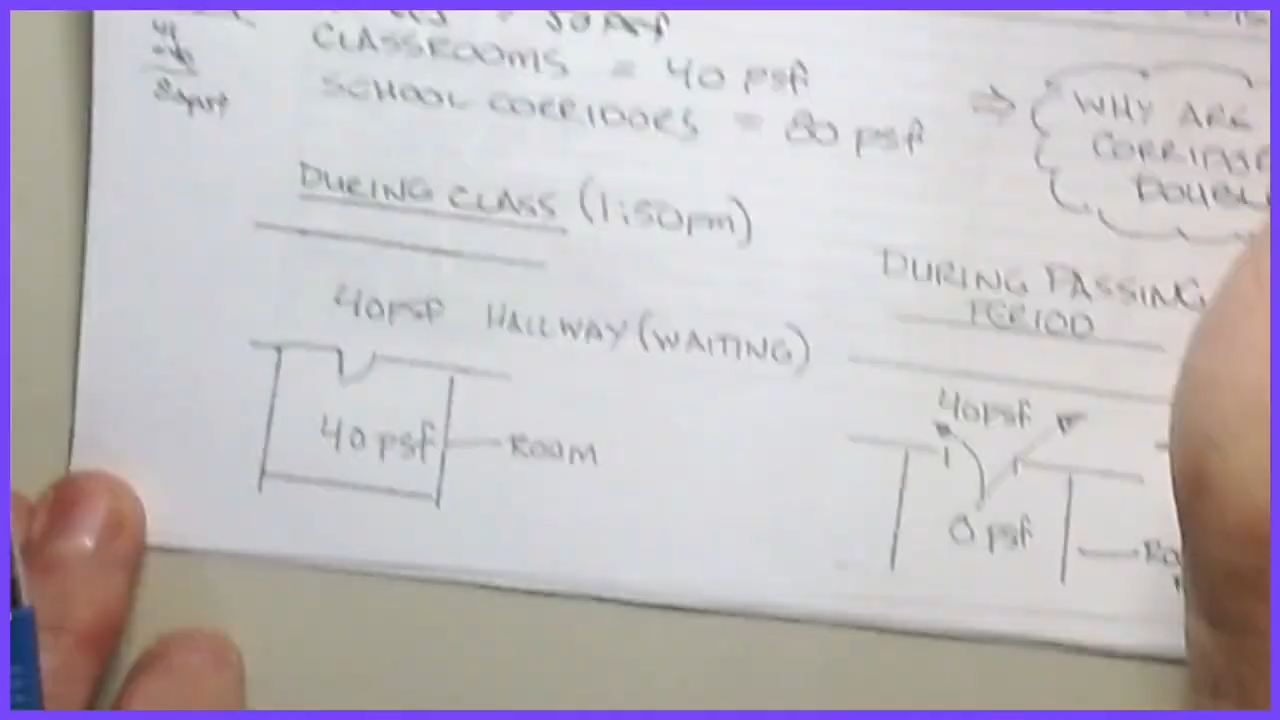 CLASSROOMS = 40 psf
SCHOOL CORRIDORS = 80 psf
⇒ WHY ARE
DOUBL
DURING CLASS (1:50pm)
DURING PASSING
PERIOD
40PSF HALLWAY (WAITING)
40 psf
ROOM
40psf
0 psf